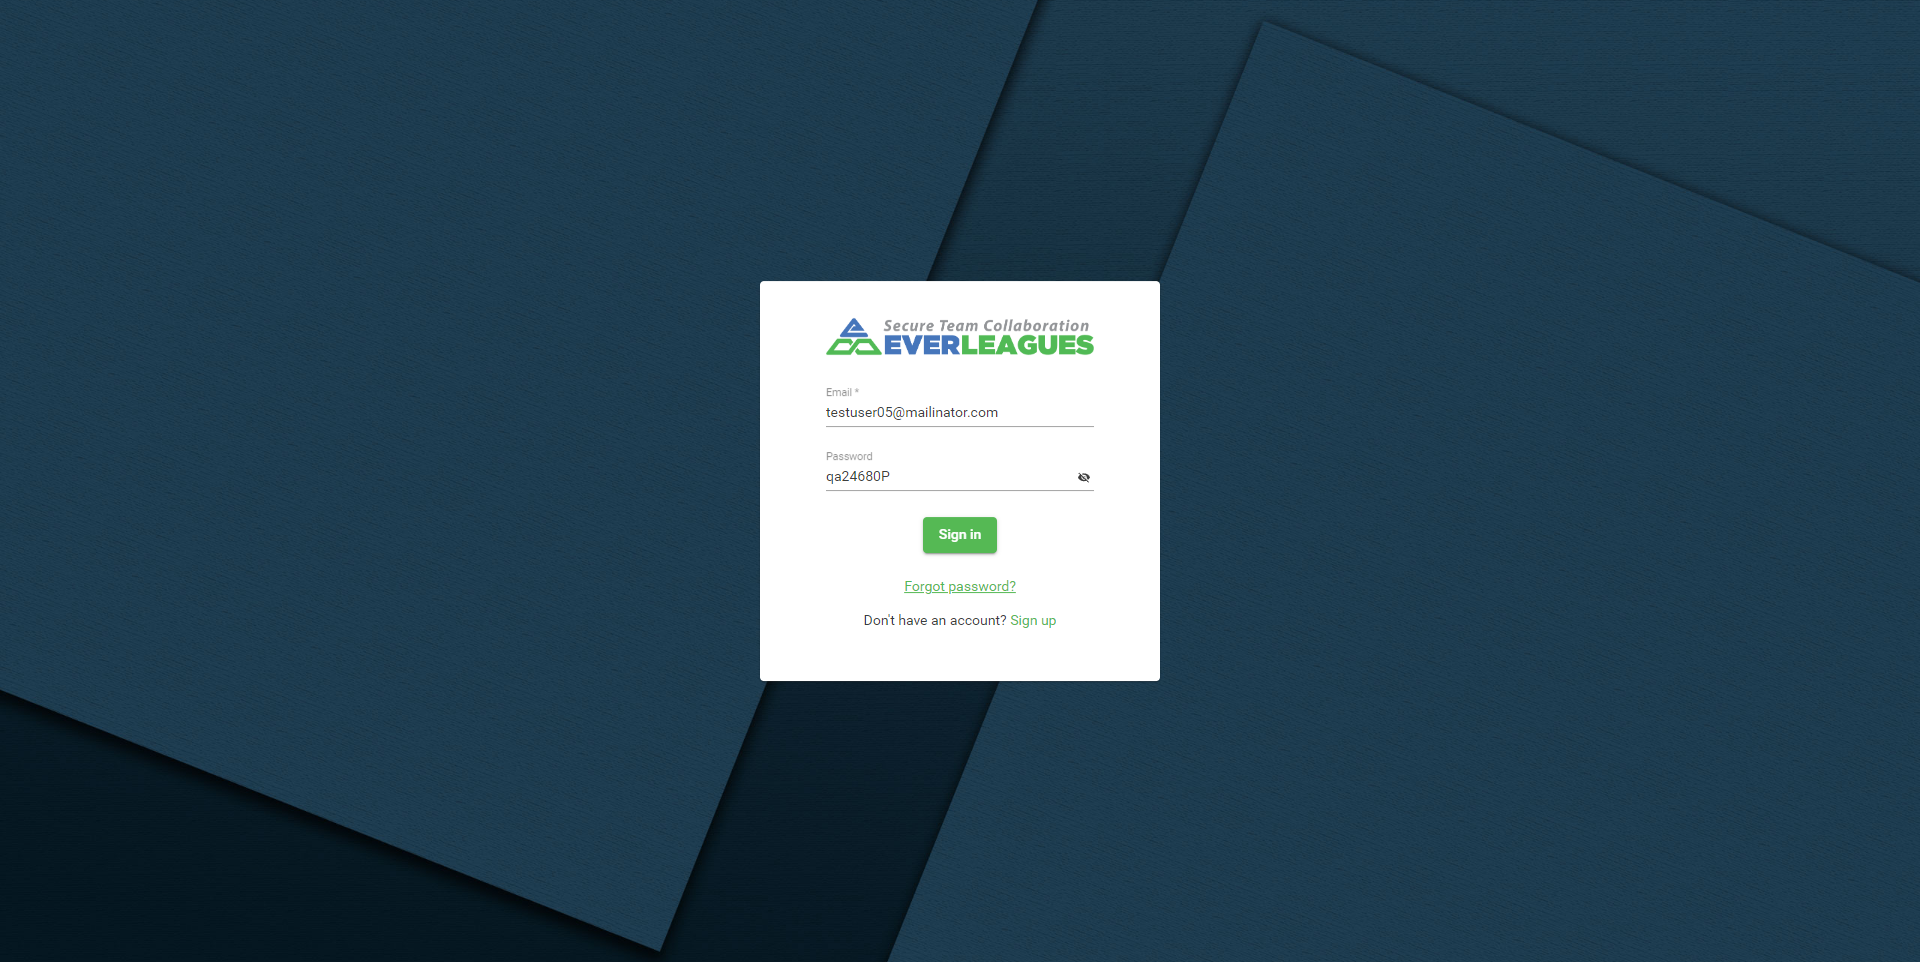 Secure Team Collaboration
EVERLEAGUES
Email *
testuser05@mailinator.com
Password
qa24680P
Sign in
Forgot password?
Don't have an account? Sign up